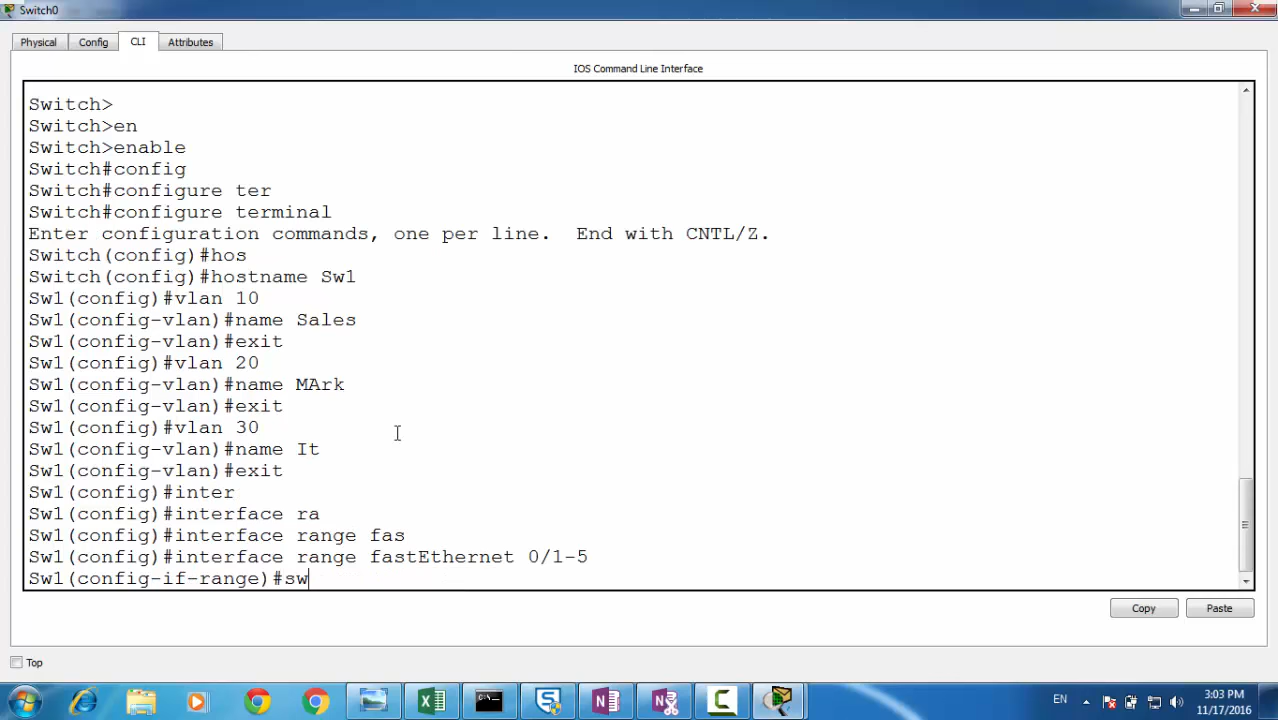 Switch0
Physical Config CLI Attributes
IOS Command Line Interface
Switch>
Switch>en
Switch>enable
Switch#config
Switch#configure ter
Switch#configure terminal
Enter configuration commands, one per line.  End with CNTL/Z.
Switch(config)#hos
Switch(config)#hostname Sw1
Sw1(config)#vlan 10
Sw1(config-vlan)#name Sales
Sw1(config-vlan)#exit
Sw1(config)#vlan 20
Sw1(config-vlan)#name MArk
Sw1(config-vlan)#exit
Sw1(config)#vlan 30
Sw1(config-vlan)#name It
Sw1(config-vlan)#exit
Sw1(config)#inter
Sw1(config)#interface ra
Sw1(config)#interface range fas
Sw1(config)#interface range fastEthernet 0/1-5
Sw1(config-if-range)#sw
Copy Paste
Top
EN 3:03 PM
11/17/2016